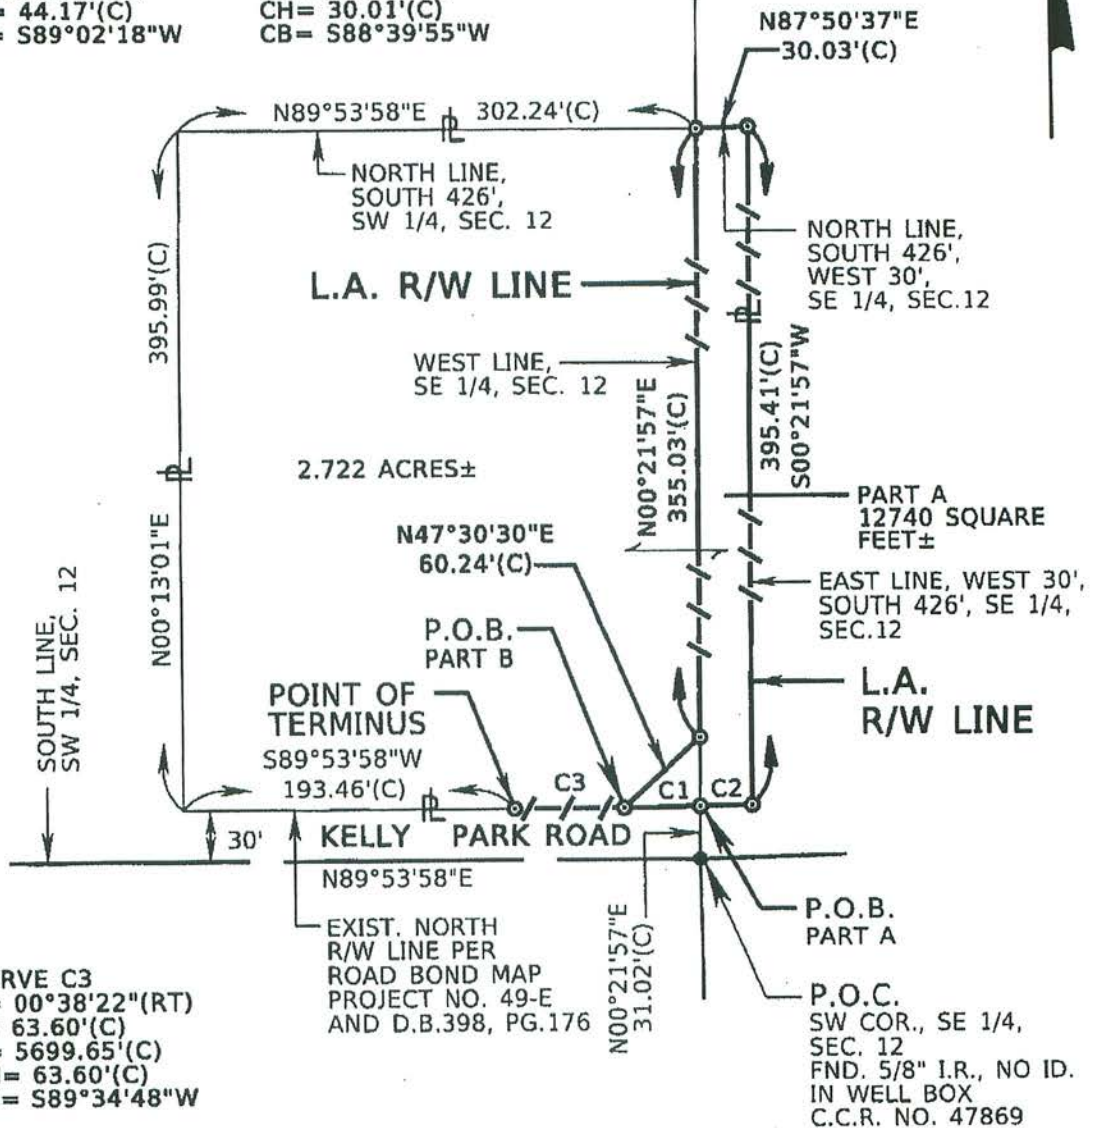 = 44.17'(C)
= S89°02'18"W
CH= 30.01'(C)
CB= S88°39'55"W
N87°50'37"E
30.03'(C)
N89°53'58"E
302.24'(C)
NORTH LINE,
SOUTH 426',
SW 1/4, SEC. 12
NORTH LINE,
SOUTH 426',
WEST 30',
SE 1/4, SEC.12
395.99'(C)
N00°13'01"E
L.A. R/W LINE
WEST LINE,
SE 1/4, SEC. 12
N00°21'57"E
355.03'(C)
395.41'(C)
S00°21'57"W
2.722 ACRES±
PART A
12740 SQUARE
FEET±
N47°30'30"E
60.24'(C)
EAST LINE, WEST 30',
SOUTH 426', SE 1/4,
SEC.12
P.O.B.
PART B
SOUTH LINE,
SW 1/4, SEC. 12
POINT OF
TERMINUS
L.A.
R/W LINE
S89°53'58"W
193.46'(C)
C3
C1
C2
30'
KELLY PARK ROAD
N89°53'58"E
EXIST. NORTH
R/W LINE PER
ROAD BOND MAP
PROJECT NO. 49-E
AND D.B.398, PG.176
N00°21'57"E
31.02'(C)
P.O.B.
PART A
P.O.C.
SW COR., SE 1/4,
SEC. 12
FND. 5/8" I.R., NO ID.
IN WELL BOX
C.C.R. NO. 47869
RVE C3
= 00°38'22"(RT)
63.60'(C)
= 5699.65'(C)
= 63.60'(C)
= S89°34'48"W